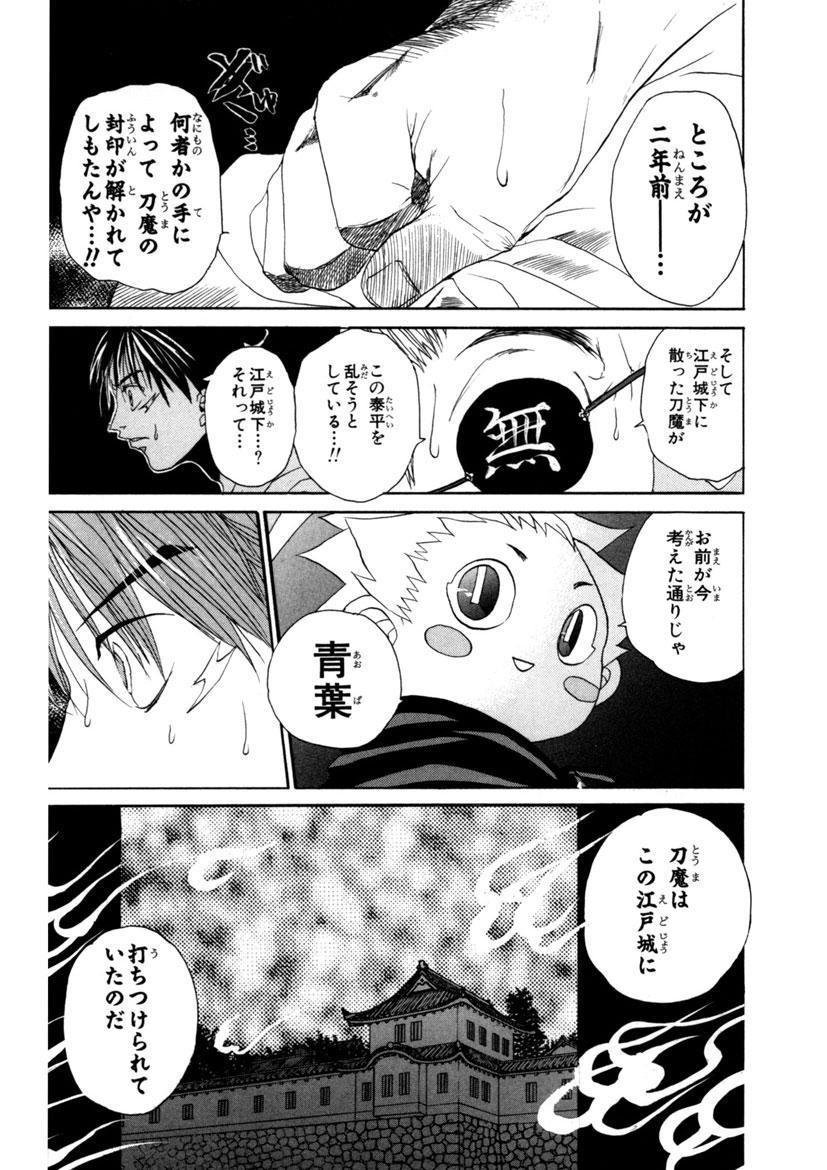 ところが
二年前──…
何者かの手に
よって 刀魔の
封印が解かれて
しもたんや…!!
そして
江戸城下に
散った刀魔が
無
この泰平を
乱そうと
している…!!
江戸城下…?
それって…
お前が今
考えた通りじゃ
青葉
刀魔は
この江戸城に
打ちつけられて
いたのだ